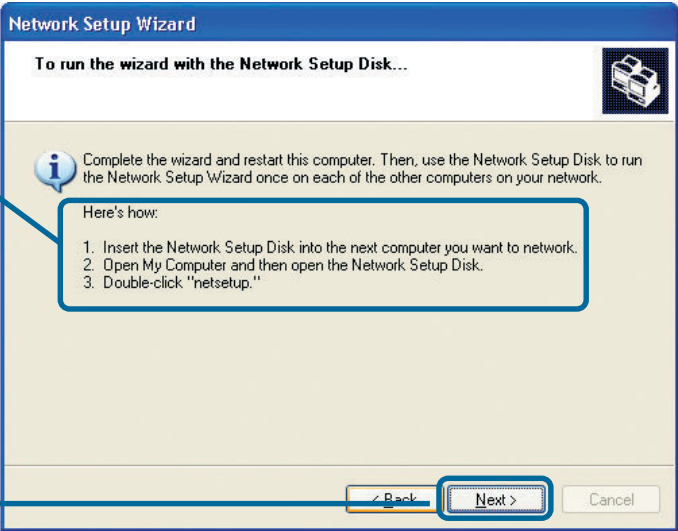 Network Setup Wizard
To run the wizard with the Network Setup Disk...
Complete the wizard and restart this computer. Then, use the Network Setup Disk to run
the Network Setup Wizard once on each of the other computers on your network.
Here's how:
1. Insert the Network Setup Disk into the next computer you want to network.
2. Open My Computer and then open the Network Setup Disk.
3. Double-click "netsetup."
< Back Next > Cancel